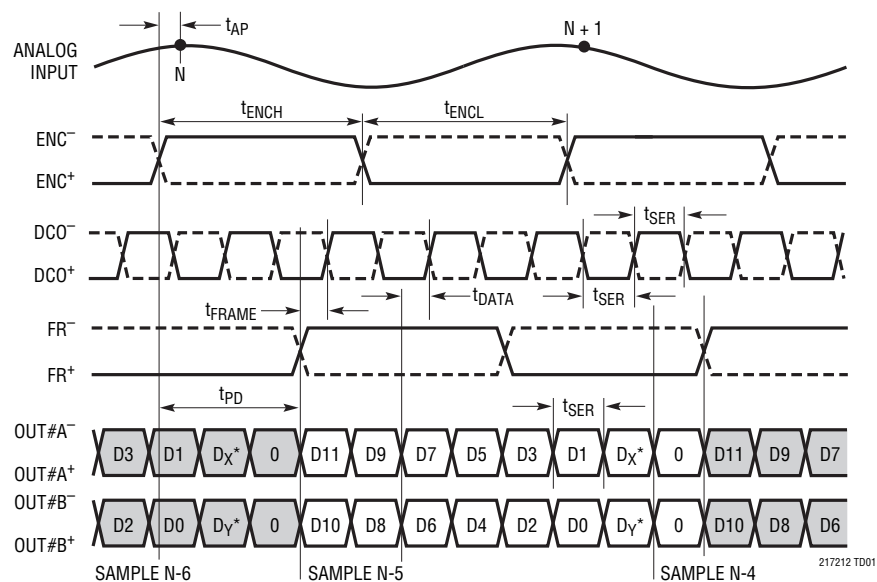 tAP
N + 1
ANALOG
INPUT
N
tENCH
tENCL
ENC–
ENC+
tSER
DCO–
DCO+
tFRAME
tDATA
tSER
FR–
FR+
tPD
tSER
OUT#A–
D3 D1 DX* 0 D11 D9 D7 D5 D3 D1 DX* 0 D11 D9 D7
OUT#A+
OUT#B–
D2 D0 DY* 0 D10 D8 D6 D4 D2 D0 DY* 0 D10 D8 D6
OUT#B+
SAMPLE N-6
SAMPLE N-5
SAMPLE N-4
217212 TD01